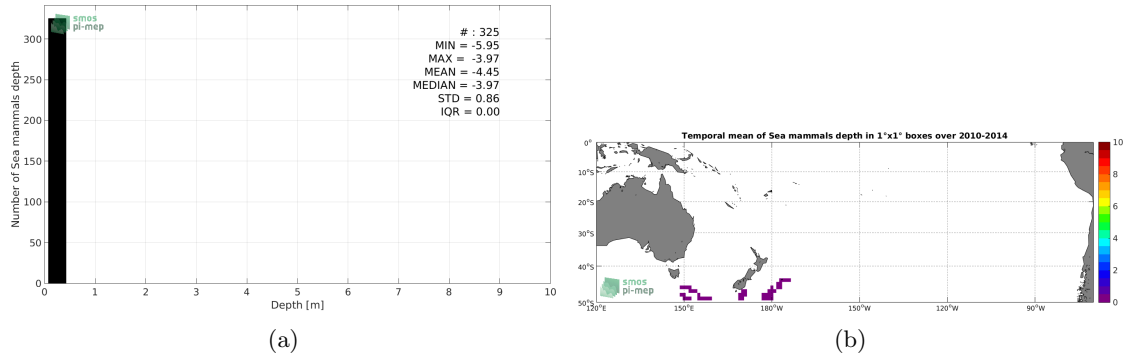 smos
pi-mep
# : 325
MIN = -5.95
MAX = -3.97
MEAN = -4.45
MEDIAN = -3.97
STD = 0.86
IQR = 0.00
Number of Sea mammals depth
300
250
200
150
100
50
0
0 1 2 3 4 5 6 7 8 9 10
Depth [m]
(a)
Temporal mean of Sea mammals depth in 1°x1° boxes over 2010-2014
0°
10°S
20°S
30°S
40°S
50°S
120°E 150°E 180°W 150°W 120°W 90°W
smos
pi-mep
10
8
6
4
2
0
(b)